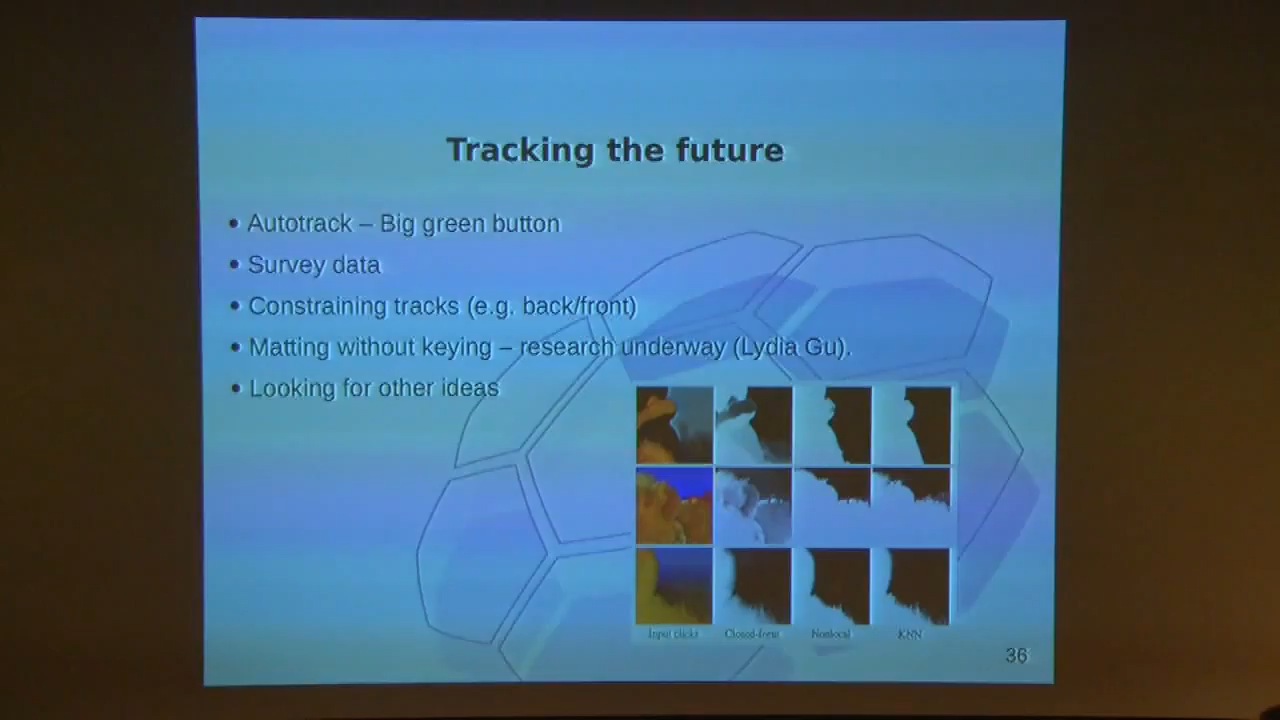 Tracking the future
• Autotrack – Big green button
• Survey data
• Constraining tracks (e.g. back/front)
• Matting without keying – research underway (Lydia Gu).
• Looking for other ideas
Input clicks Closed-form Nonlocal KNN
36